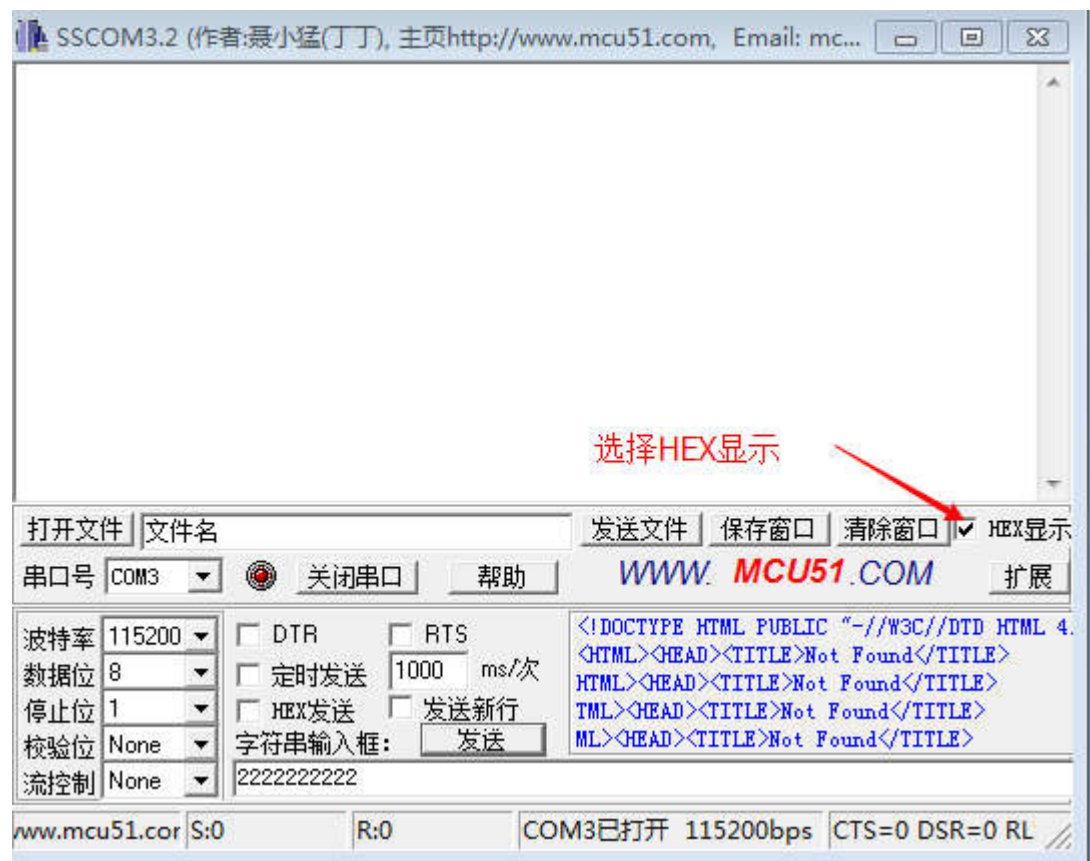 SSCOM3.2 (作者:聂小猛(丁丁), 主页http://www.mcu51.com, Email: mc...
选择HEX显示
打开文件 文件名 发送文件 保存窗口 清除窗口 HEX显示
串口号 COM3 关闭串口 帮助 WWW. MCU51.COM 扩展
波特率 115200 DTR RTS
数据位 8 定时发送 1000 ms/次
停止位 1 HEX发送 发送新行
校验位 None 字符串输入框: 发送
流控制 None 2222222222
<!DOCTYPE HTML PUBLIC "-//W3C//DTD HTML 4.
<HTML><HEAD><TITLE>Not Found</TITLE>
HTML><HEAD><TITLE>Not Found</TITLE>
TML><HEAD><TITLE>Not Found</TITLE>
ML><HEAD><TITLE>Not Found</TITLE>
www.mcu51.cor S:0 R:0 COM3已打开 115200bps CTS=0 DSR=0 RL